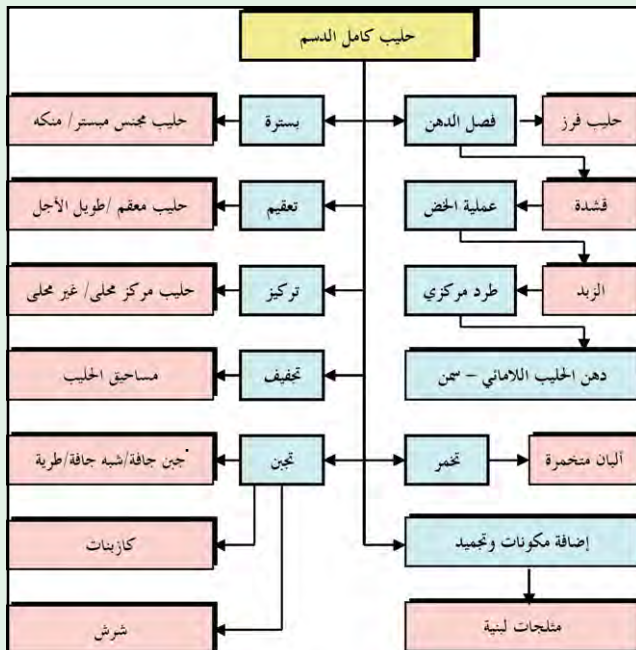 حليب كامل الدسم
حليب فرز
فصل الدهن
بسترة
حليب مجنس مبستر/ منكه
قشدة
عملية الخض
تعقيم
حليب معقم /طويل الأجل
الزبد
طرد مركزي
تركيز
حليب مركز محلى/ غير محلى
دهن الحليب اللامائي – سمن
تجفيف
مساحيق الحليب
ألبان متخمرة
تخمر
تجبن
جبن جافة/شبه جافة/طرية
إضافة مكونات وتجميد
كازينات
مثلجات لبنية
شرش